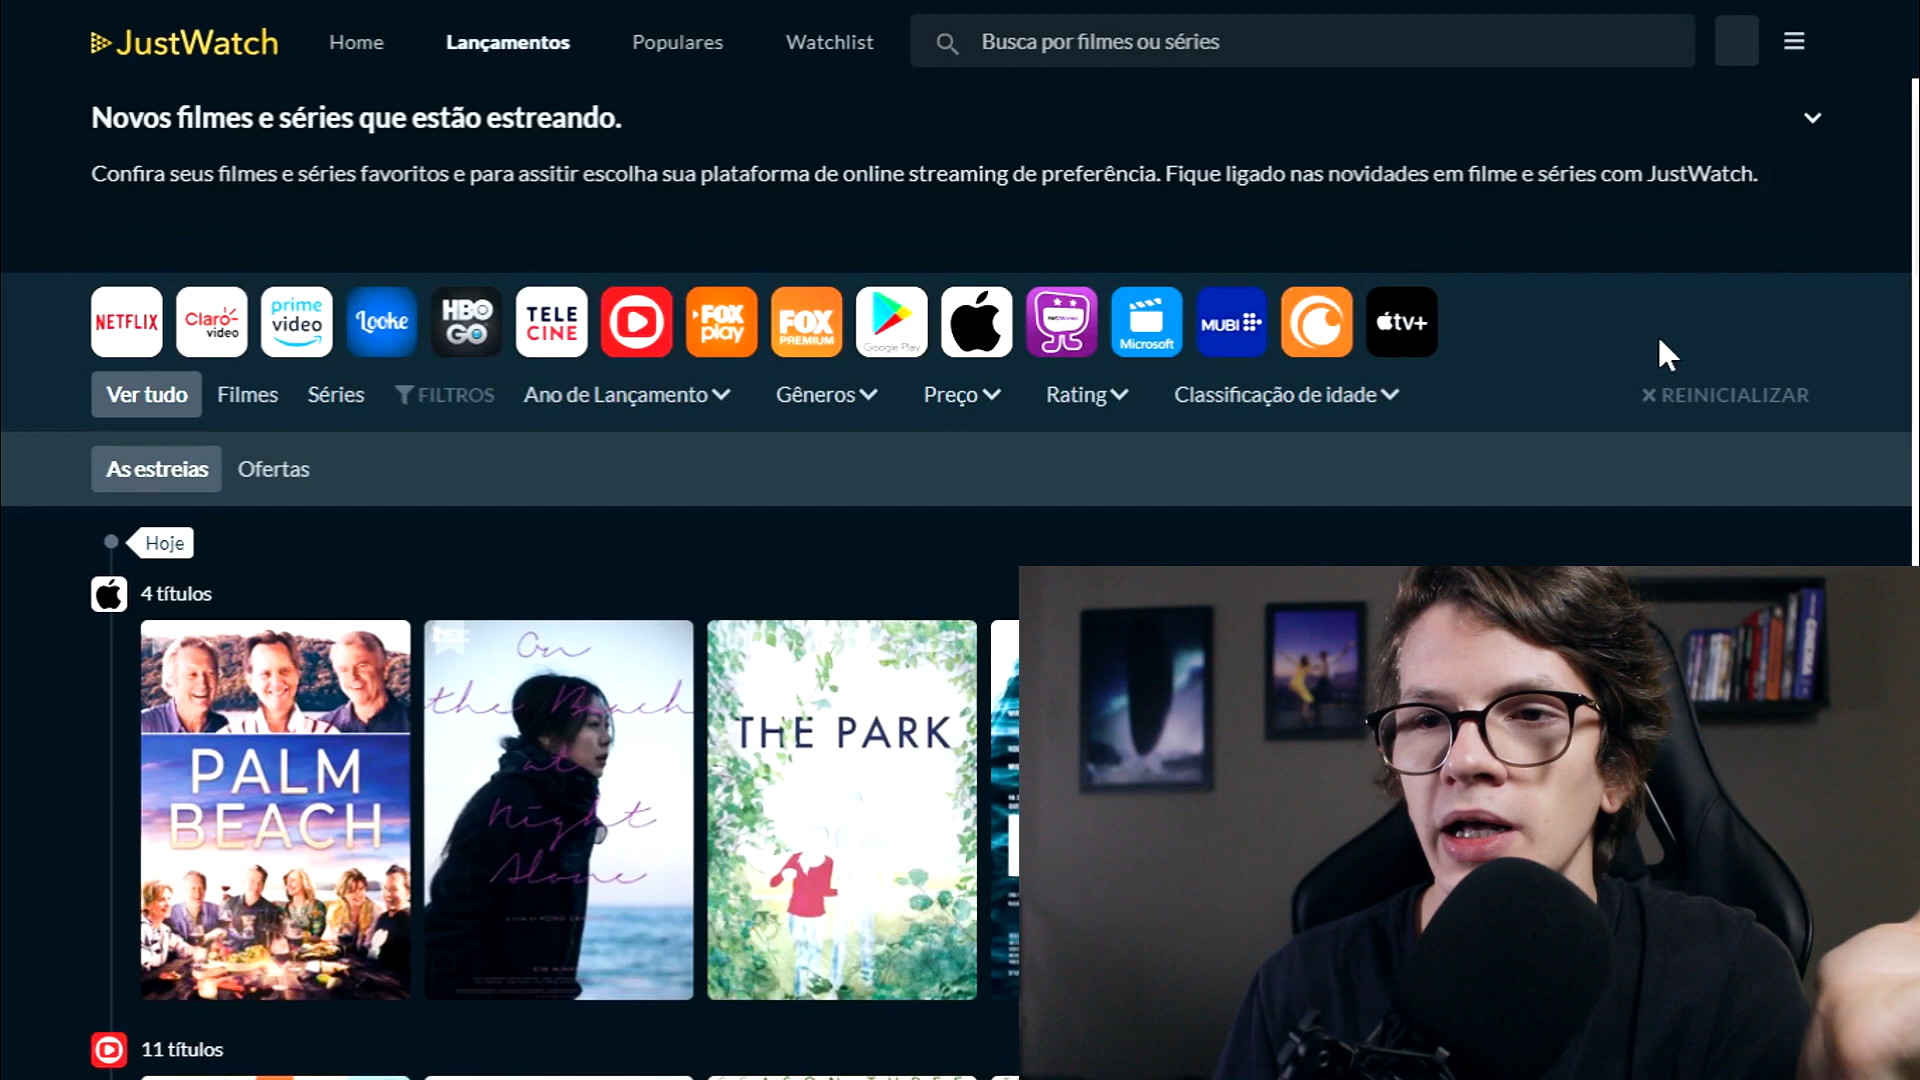 JustWatch
Home
Lançamentos
Populares
Watchlist
Busca por filmes ou séries
Novos filmes e séries que estão estreando.
Confira seus filmes e séries favoritos e para assitir escolha sua plataforma de online streaming de preferência. Fique ligado nas novidades em filme e séries com JustWatch.
NETFLIX
Claro
video
prime
video
Looke
HBO
GO
TELE
CINE
FOX
play
FOX
PREMIUM
Google Play
Microsoft
MUBI
tv+
Ver tudo
Filmes
Séries
FILTROS
Ano de Lançamento
Gêneros
Preço
Rating
Classificação de idade
REINICIALIZAR
As estreias
Ofertas
Hoje
4 títulos
PALM
BEACH
On
the Beach
at
Night
Alone
THE PARK
CINEMA
11 títulos